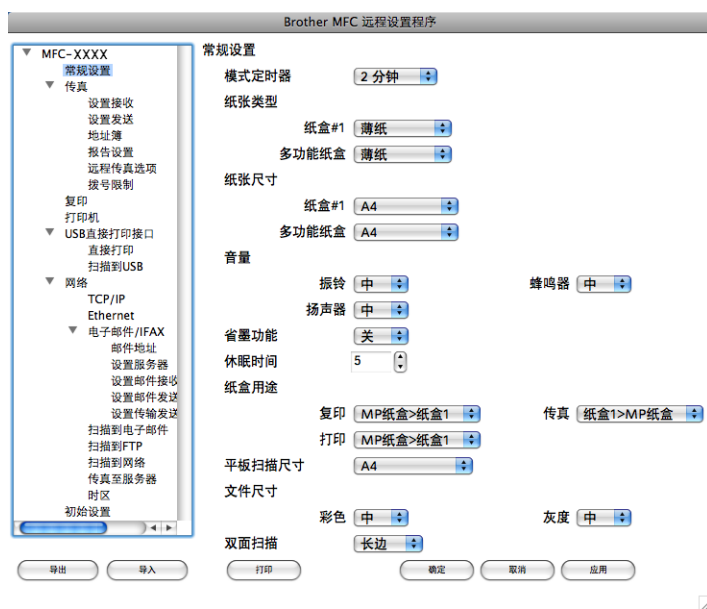 Brother MFC 远程设置程序
MFC-XXXX
常规设置
传真
设置接收
设置发送
地址簿
报告设置
远程传真选项
拨号限制
复印
打印机
USB直接打印接口
直接打印
扫描到USB
网络
TCP/IP
Ethernet
电子邮件/IFAX
邮件地址
设置服务器
设置邮件接收
设置邮件发送
设置传输发送
扫描到电子邮件
扫描到FTP
扫描到网络
传真至服务器
时区
初始设置
常规设置
模式定时器 2 分钟
纸张类型
纸盒#1 薄纸
多功能纸盒 薄纸
纸张尺寸
纸盒#1 A4
多功能纸盒 A4
音量
振铃 中 蜂鸣器 中
扬声器 中
省墨功能 关
休眠时间 5
纸盒用途
复印 MP纸盒>纸盒1 传真 纸盒1>MP纸盒
打印 MP纸盒>纸盒1
平板扫描尺寸 A4
文件尺寸
彩色 中 灰度 中
双面扫描 长边
导出 导入 打印 确定 取消 应用